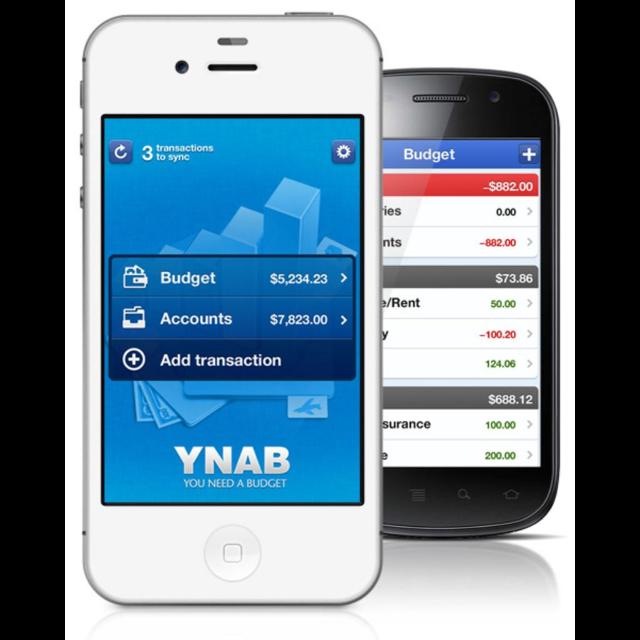 3 transactions
to sync
Budget $5,234.23
Accounts $7,823.00
Add transaction
YNAB
YOU NEED A BUDGET
Budget
-$882.00
ries 0.00
nts -882.00
$73.86
e/Rent 50.00
y -100.20
124.06
$688.12
surance 100.00
e 200.00